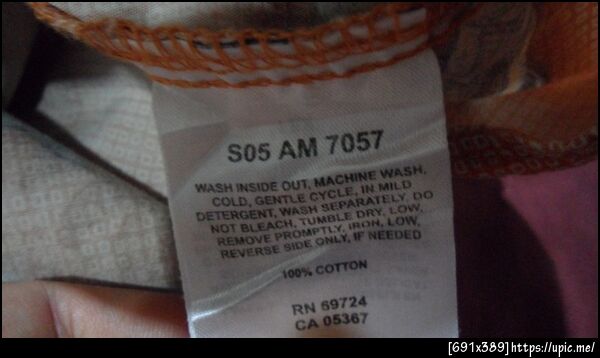 S05 AM 7057
WASH INSIDE OUT, MACHINE WASH,
COLD, GENTLE CYCLE, IN MILD
DETERGENT, WASH SEPARATELY, DO
NOT BLEACH, TUMBLE DRY, LOW,
REMOVE PROMPTLY, IRON, LOW,
REVERSE SIDE ONLY, IF NEEDED
100% COTTON
RN 69724
CA 05367
[691x389]https://upic.me/